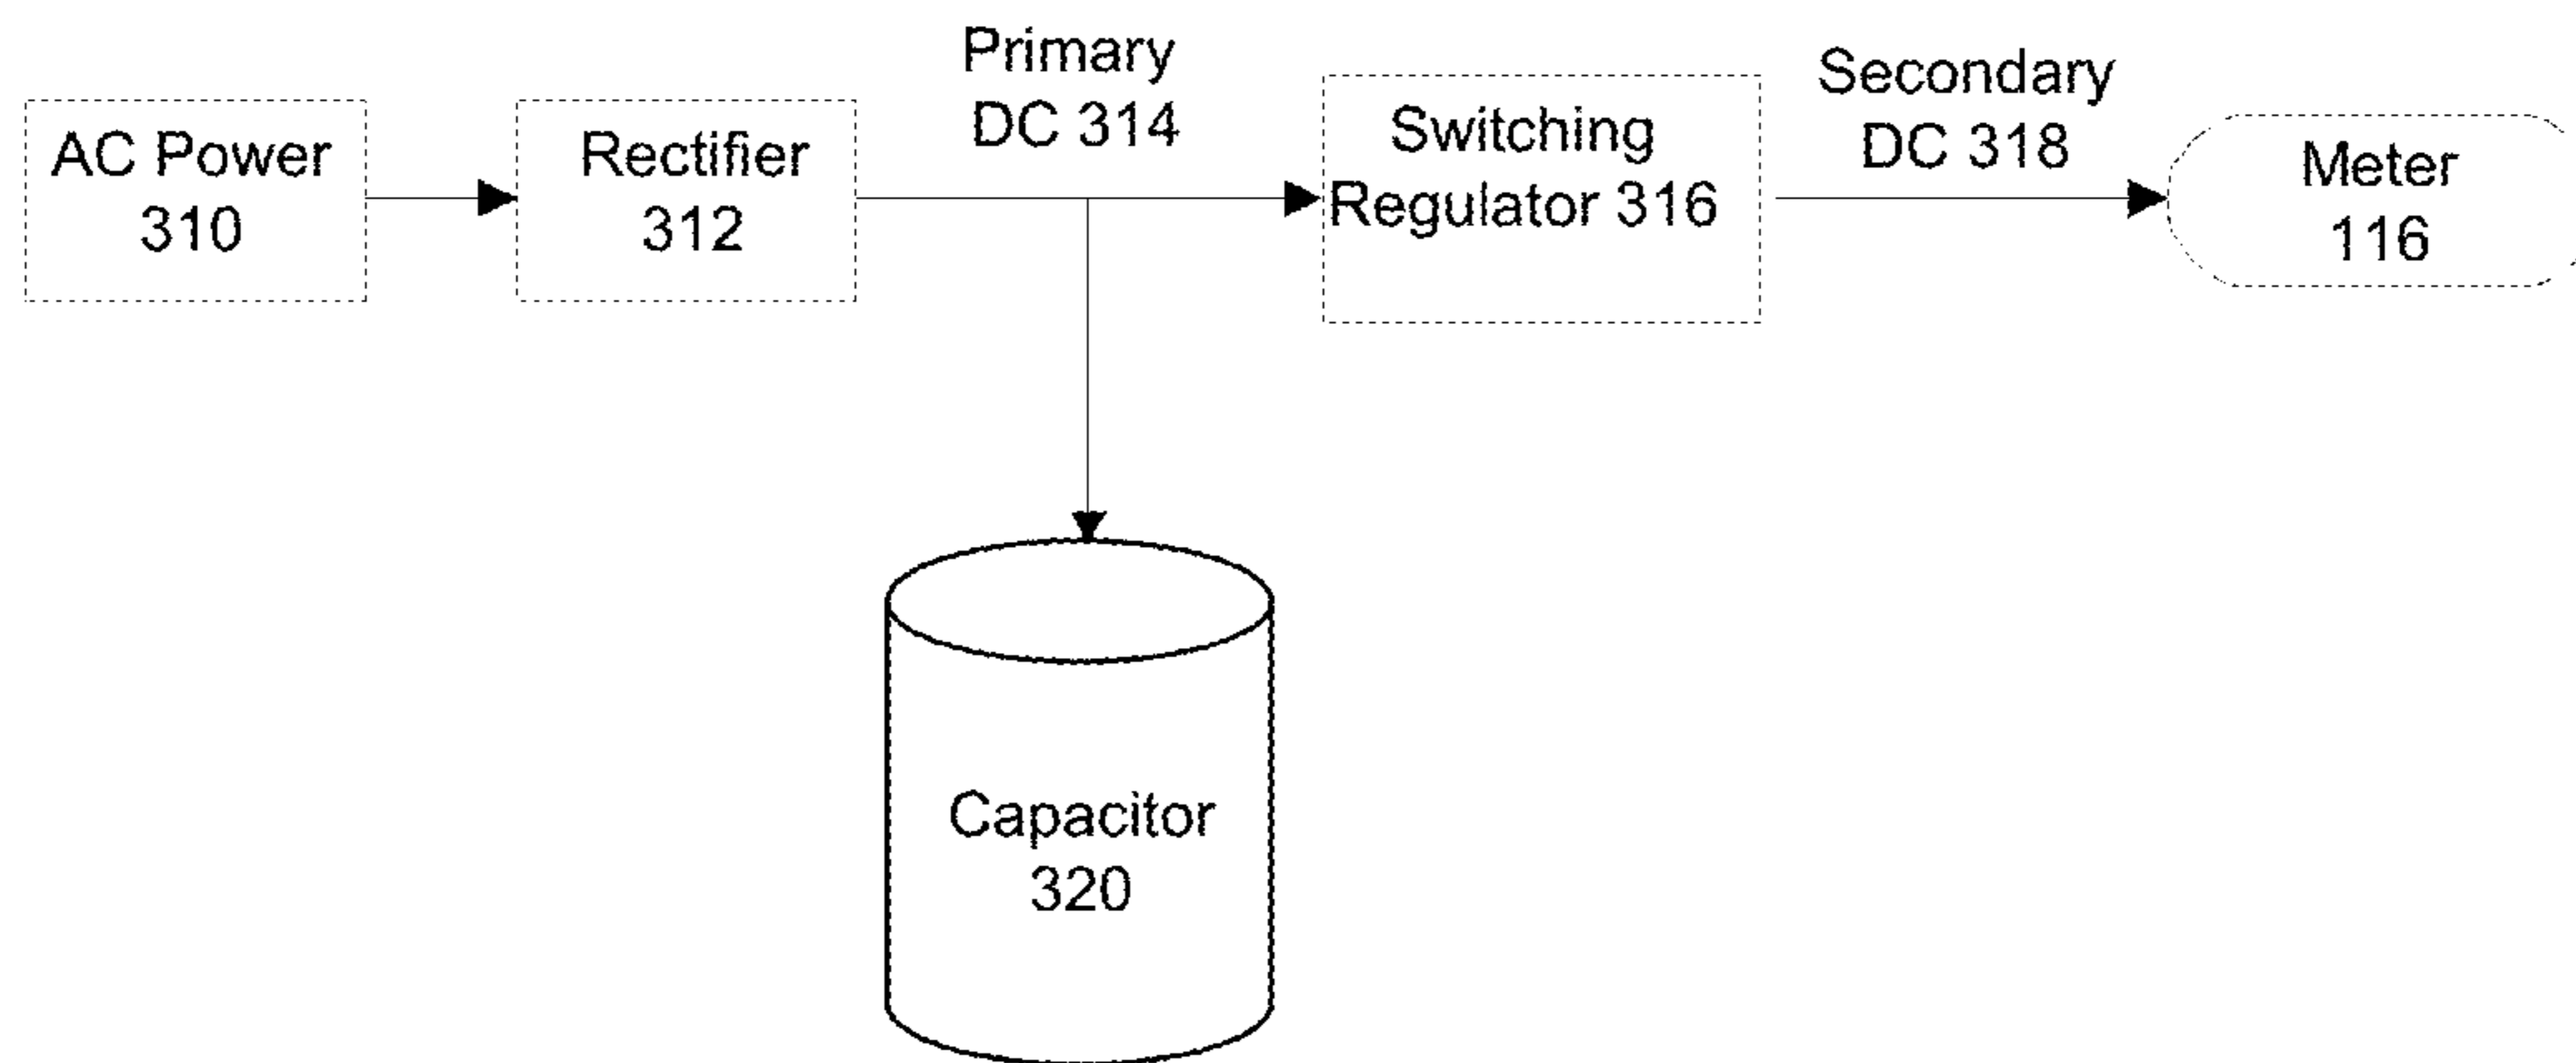 AC Power
310
Rectifier
312
Primary
DC 314
Switching
Regulator 316
Secondary
DC 318
Meter
116
Capacitor
320